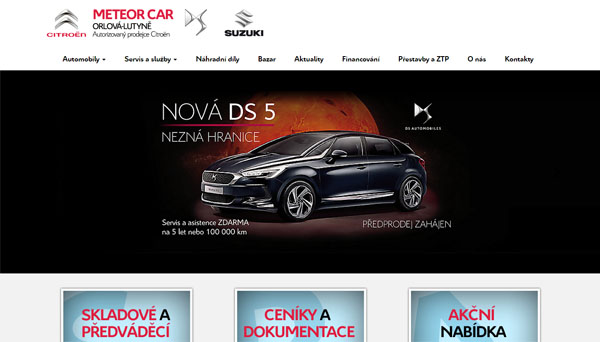 METEOR CAR
ORLOVÁ-LUTYNĚ
Autorizovaný prodejce Citroën
CITROËN
SUZUKI
Automobily Servis a služby Náhradní díly Bazar Aktuality Financování Přestavby a ZTP O nás Kontakty
NOVÁ DS 5
NEZNÁ HRANICE
DS AUTOMOBILES
Servis a asistence ZDARMA
na 5 let nebo 100 000 km
PŘEDPRODEJ ZAHÁJEN
SKLADOVÉ A
PŘEDVÁDĚCÍ
CENÍKY A
DOKUMENTACE
AKČNÍ
NABÍDKA